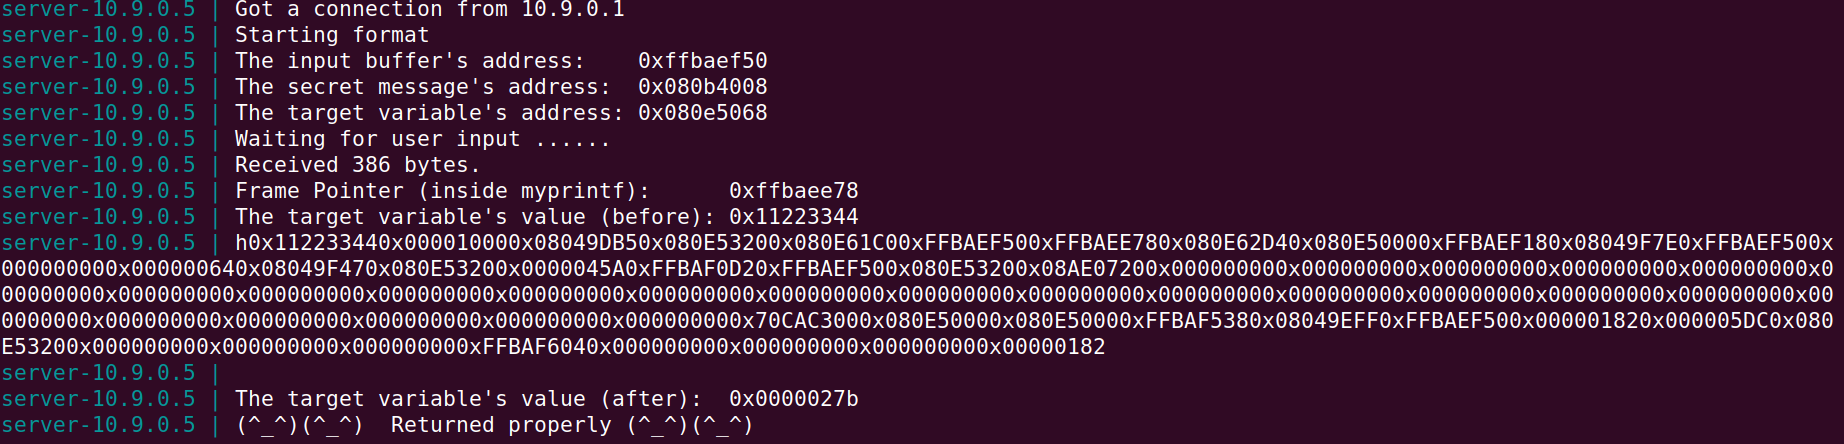 server-10.9.0.5 | Got a connection from 10.9.0.1
server-10.9.0.5 | Starting format
server-10.9.0.5 | The input buffer's address:    0xffbaef50
server-10.9.0.5 | The secret message's address:  0x080b4008
server-10.9.0.5 | The target variable's address: 0x080e5068
server-10.9.0.5 | Waiting for user input ......
server-10.9.0.5 | Received 386 bytes.
server-10.9.0.5 | Frame Pointer (inside myprintf):      0xffbaee78
server-10.9.0.5 | The target variable's value (before): 0x11223344
server-10.9.0.5 | h0x112233440x000010000x08049DB50x080E53200x080E61C00xFFBAEF500xFFBAEE780x080E62D40x080E50000xFFBAEF180x08049F7E0xFFBAEF500x
000000000x000000640x08049F470x080E53200x0000045A0xFFBAF0D20xFFBAEF500x080E53200x08AE07200x000000000x000000000x000000000x000000000x000000000x0
00000000x000000000x000000000x000000000x000000000x000000000x000000000x000000000x000000000x000000000x000000000x000000000x000000000x000000000x00
0000000x000000000x000000000x000000000x000000000x000000000x70CAC3000x080E50000x080E50000xFFBAF5380x08049EFF0xFFBAEF500x000001820x000005DC0x080
E53200x000000000x000000000x000000000xFFBAF6040x000000000x000000000x000000000x00000182
server-10.9.0.5 |
server-10.9.0.5 | The target variable's value (after):  0x0000027b
server-10.9.0.5 | (^_^)(^_^)  Returned properly (^_^)(^_^)